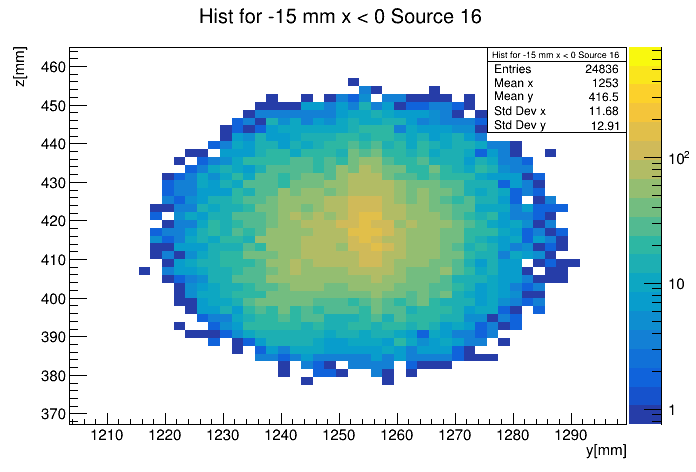 Hist for -15 mm x < 0 Source 16
z[mm]
Hist for -15 mm x < 0 Source 16
Entries 24836
Mean x 1253
Mean y 416.5
Std Dev x 11.68
Std Dev y 12.91
460
450
440
430
420
410
400
390
380
370
10²
10
1
1210 1220 1230 1240 1250 1260 1270 1280 1290
y[mm]